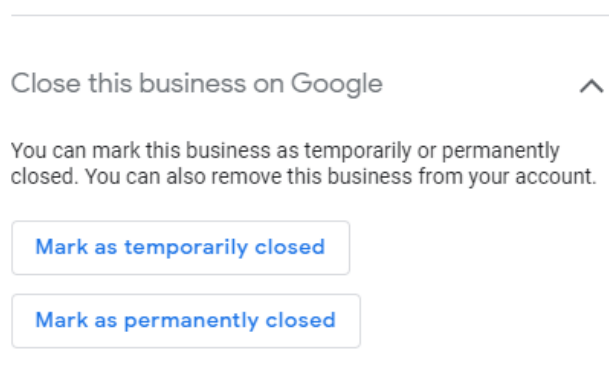 Close this business on Google
You can mark this business as temporarily or permanently
closed. You can also remove this business from your account.
Mark as temporarily closed
Mark as permanently closed